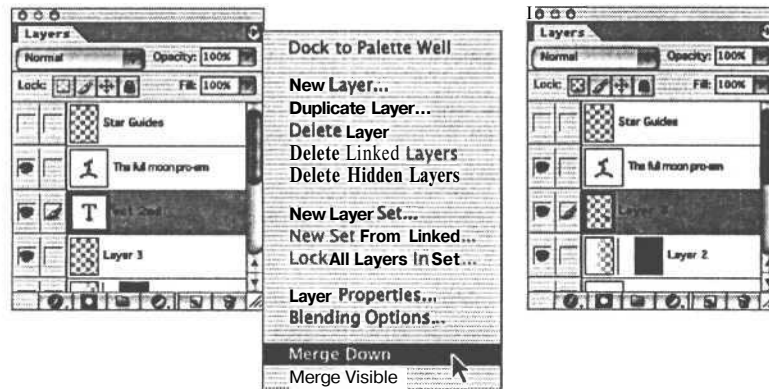 Layers
Normal
Opacity: 100%
Lock:
Fill: 100%
Star Guides
The full moon pro-em
T
Layer 3
Dock to Palette Well
New Layer...
Duplicate Layer...
Delete Layer
Delete Linked Layers
Delete Hidden Layers
New Layer Set...
New Set From Linked...
Lock All Layers In Set...
Layer Properties...
Blending Options...
Merge Down
Merge Visible
Layers
Normal
Opacity: 100%
Lock:
Fill: 100%
Star Guides
The full moon pro-em
Layer 2